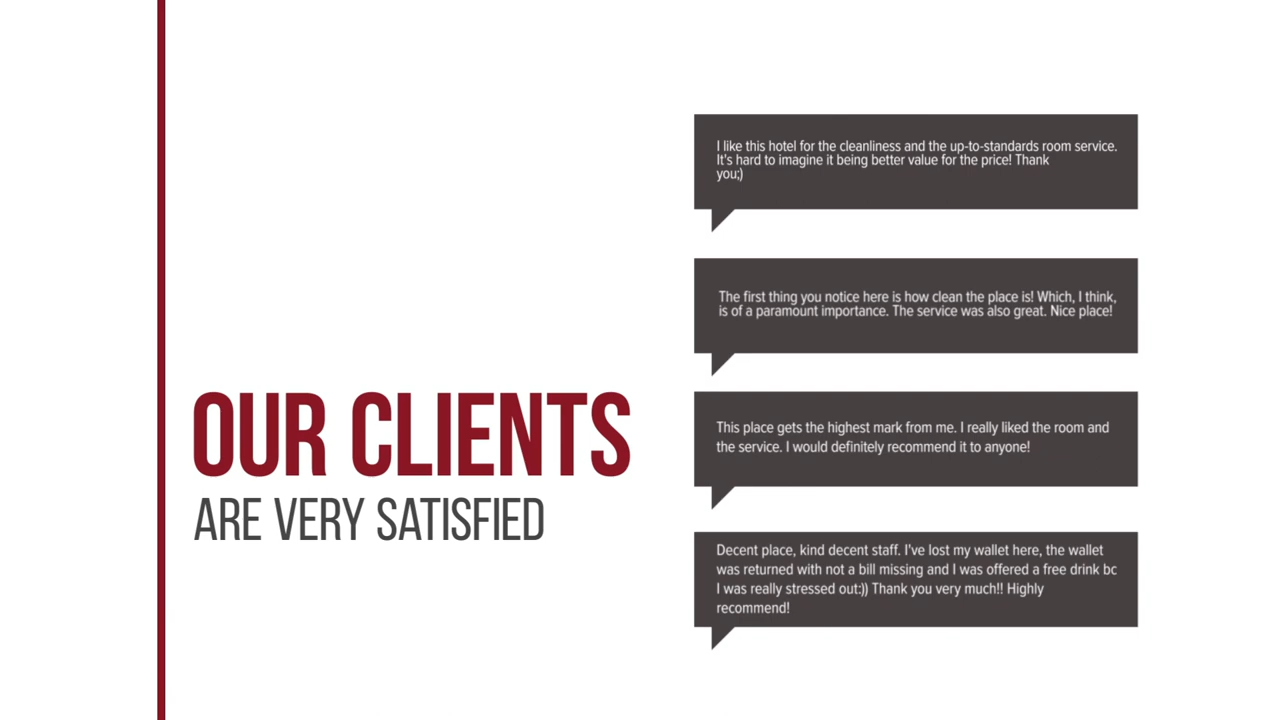 OUR CLIENTS
ARE VERY SATISFIED
I like this hotel for the cleanliness and the up-to-standards room service.
It's hard to imagine it being better value for the price! Thank
you;)
The first thing you notice here is how clean the place is! Which, I think,
is of a paramount importance. The service was also great. Nice place!
This place gets the highest mark from me. I really liked the room and
the service. I would definitely recommend it to anyone!
Decent place, kind decent staff. I've lost my wallet here, the wallet
was returned with not a bill missing and I was offered a free drink bc
I was really stressed out:)) Thank you very much!! Highly
recommend!